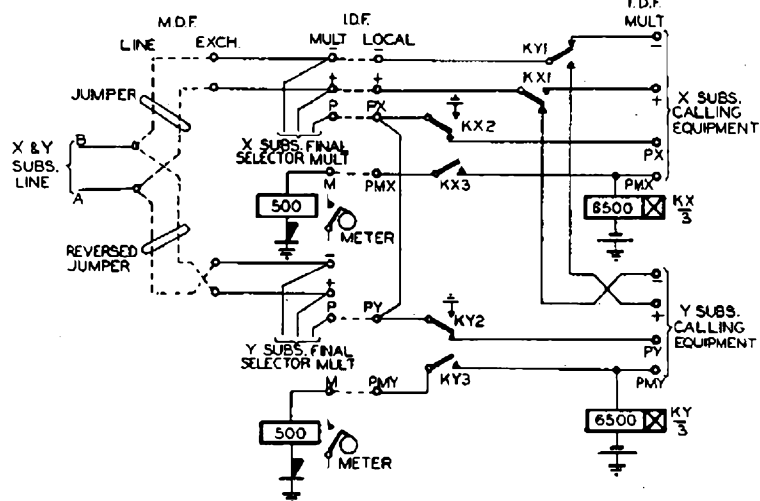 M.D.F.
I.D.F.
T.D.F.
MULT
LINE
EXCH.
MULT
LOCAL
KY1
−
−
−
JUMPER
+
+
KX1
+
X SUBS.
CALLING
EQUIPMENT
P
PX
KX2
PX
X & Y
SUBS.
LINE
B
A
X SUBS. FINAL
SELECTOR MULT
M
PMX
KX3
PMX
500
METER
6500
KX
3
REVERSED
JUMPER
−
+
P
PY
KY2
−
+
Y SUBS.
CALLING
EQUIPMENT
PY
Y SUBS. FINAL
SELECTOR MULT
M
PMY
KY3
PMY
500
METER
6500
KY
3